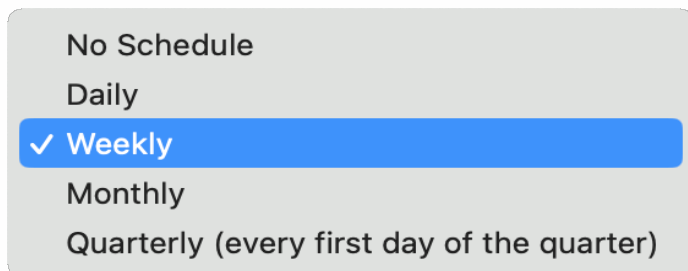 No Schedule
Daily
✓ Weekly
Monthly
Quarterly (every first day of the quarter)